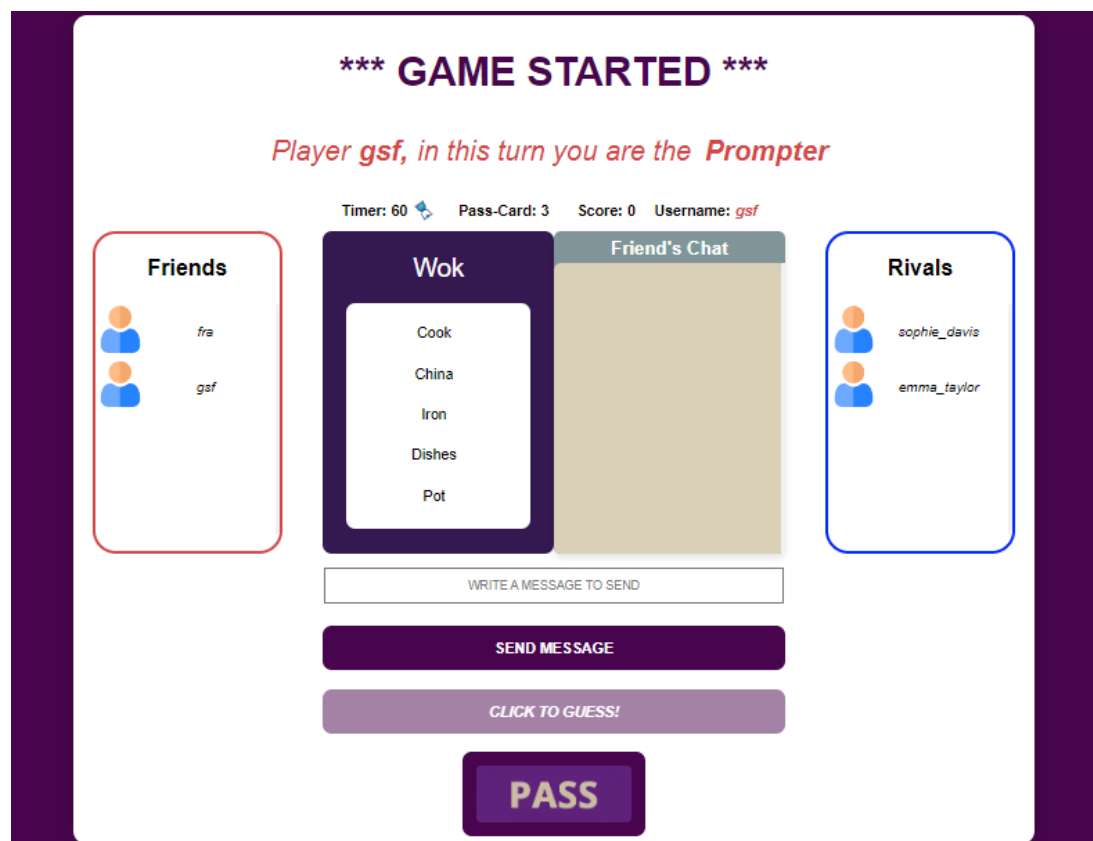 *** GAME STARTED ***
Player gsf, in this turn you are the Prompter
Timer: 60 Pass-Card: 3 Score: 0 Username: gsf
Friends
fra
gsf
Wok
Cook
China
Iron
Dishes
Pot
Friend's Chat
Rivals
sophie_davis
emma_taylor
WRITE A MESSAGE TO SEND
SEND MESSAGE
CLICK TO GUESS!
PASS